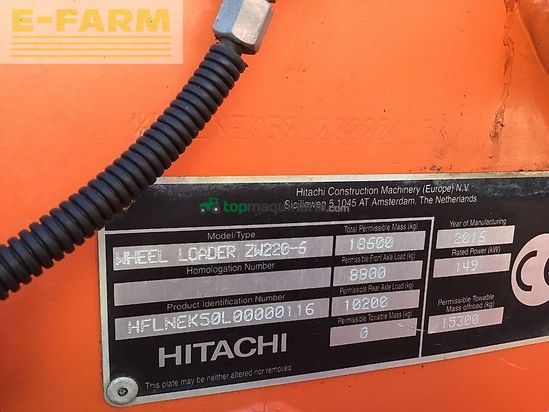 E-FARM
Hitachi Construction Machinery (Europe) N.V.
Siciliëweg 5,1045 AT Amsterdam, The Netherlands
topmaquinaria.com
Model/Type
WHEEL LOADER ZW220-6
Total Permissible Mass (kg)
18600
Year of Manufacturing
2016
Homologation Number
Permissible Front Axle Load (kg)
8900
Rated Power (kW)
149
Product Identification Number
HFLNEK50L00000116
Permissible Rear Axle Load (kg)
10200
Permissible Towable Mass offroad (kg)
15300
HITACHI
Permissible Towable Mass (kg)
0
CE
This plate may be neither altered nor removed